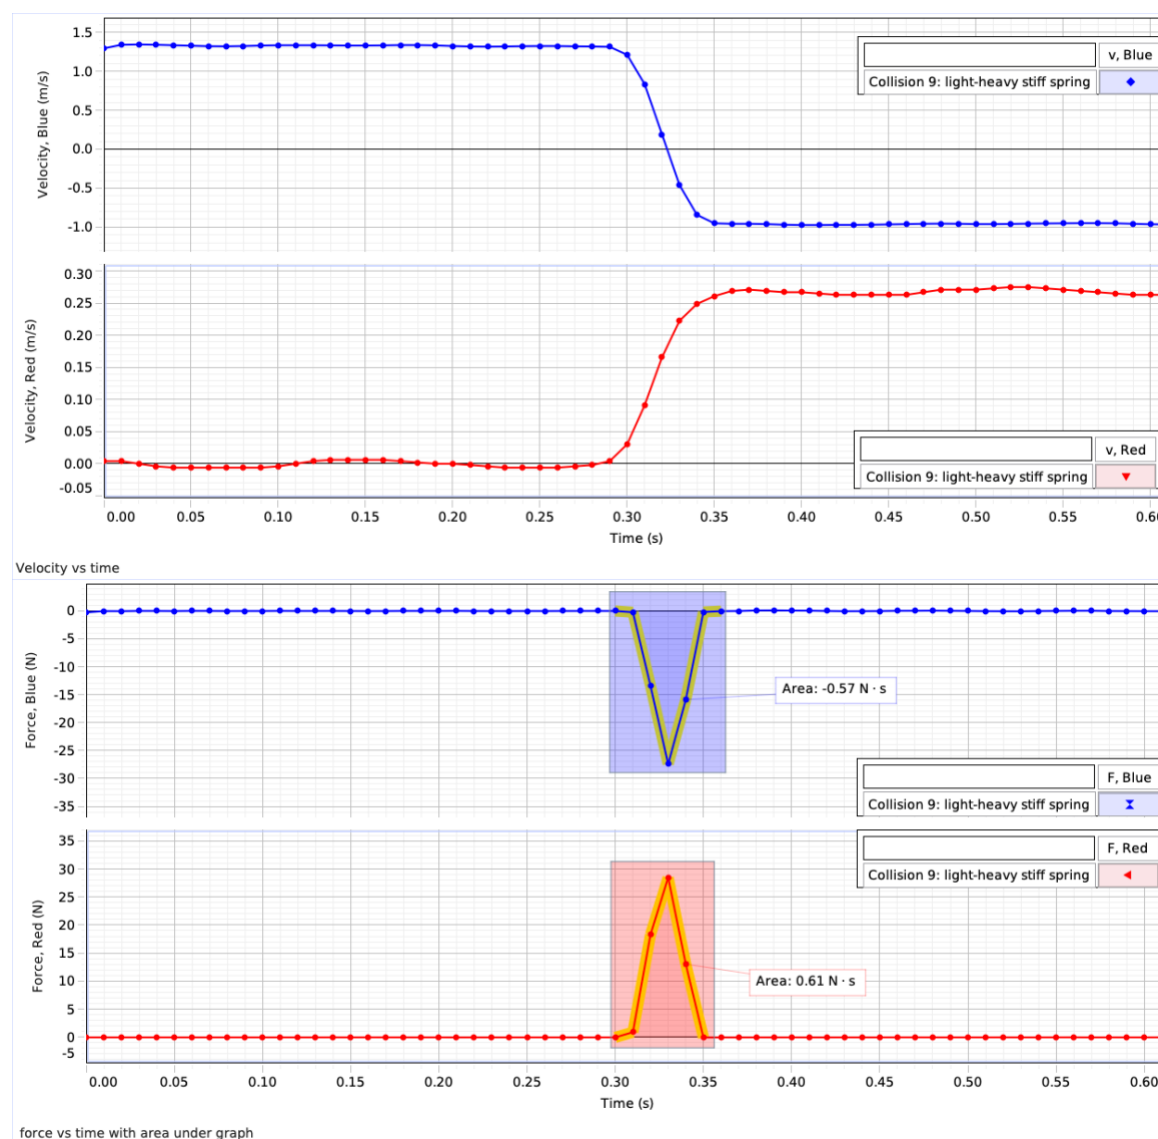 1.5
1.0
0.5
0.0
-0.5
-1.0
Velocity, Blue (m/s)
v, Blue
Collision 9: light-heavy stiff spring
0.30
0.25
0.20
0.15
0.10
0.05
0.00
-0.05
Velocity, Red (m/s)
v, Red
Collision 9: light-heavy stiff spring
0.00 0.05 0.10 0.15 0.20 0.25 0.30 0.35 0.40 0.45 0.50 0.55 0.60
Time (s)
Velocity vs time
0
-5
-10
-15
-20
-25
-30
-35
Force, Blue (N)
Area: -0.57 N · s
F, Blue
Collision 9: light-heavy stiff spring
35
30
25
20
15
10
5
0
-5
Force, Red (N)
F, Red
Collision 9: light-heavy stiff spring
Area: 0.61 N · s
0.00 0.05 0.10 0.15 0.20 0.25 0.30 0.35 0.40 0.45 0.50 0.55 0.60
Time (s)
force vs time with area under graph